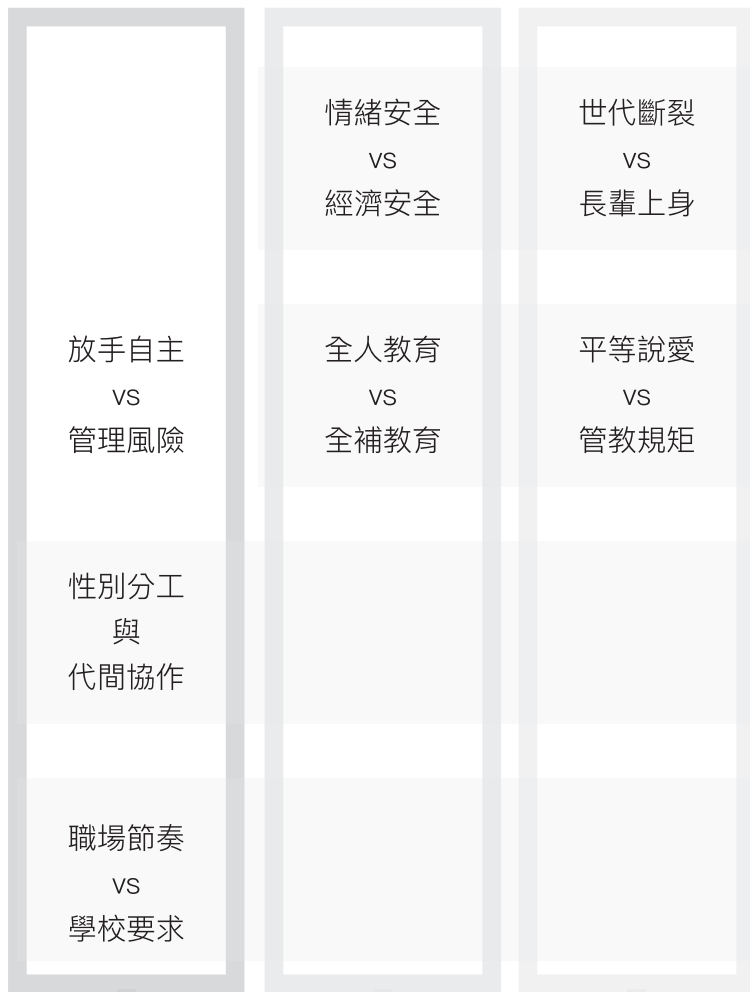 情緒安全
vs
經濟安全
世代斷裂
vs
長輩上身
放手自主
vs
管理風險
全人教育
vs
全補教育
平等說愛
vs
管教規矩
性別分工
與
代間協作
職場節奏
vs
學校要求